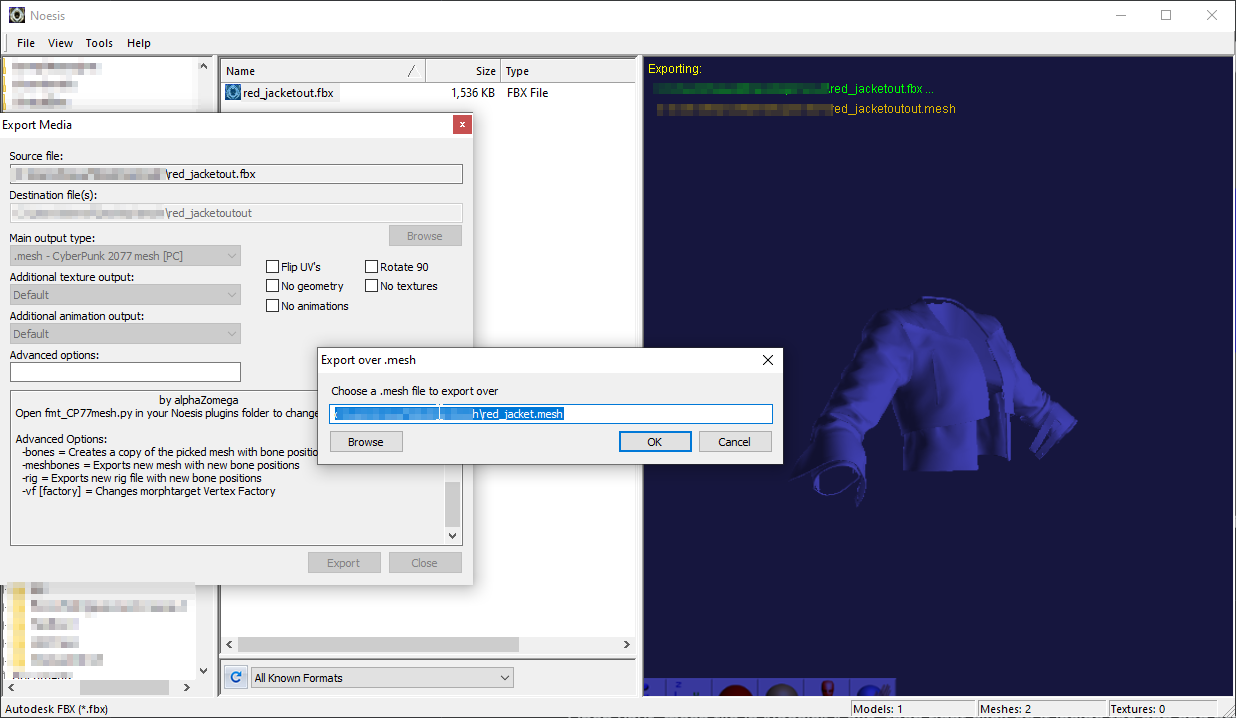 Noesis
File View Tools Help
Name Size Type
red_jacketout.fbx 1,536 KB FBX File
Exporting:
\red_jacketout.fbx ...
red_jacketoutout.mesh
Export Media
Source file:
\red_jacketout.fbx
Destination file(s):
\red_jacketoutout
Browse
Main output type:
.mesh - CyberPunk 2077 mesh [PC]
Additional texture output:
Default
Additional animation output:
Default
Advanced options:
Flip UV's Rotate 90
No geometry No textures
No animations
by alphaZomega
Open fmt_CP77mesh.py in your Noesis plugins folder to change
Advanced Options:
-bones = Creates a copy of the picked mesh with bone positio
-meshbones = Exports new mesh with new bone positions
-rig = Exports new rig file with new bone positions
-vf [factory] = Changes morphtarget Vertex Factory
Export Close
Export over .mesh
Choose a .mesh file to export over
h\red_jacket.mesh
Browse OK Cancel
All Known Formats
Autodesk FBX (*.fbx) Models: 1 Meshes: 2 Textures: 0